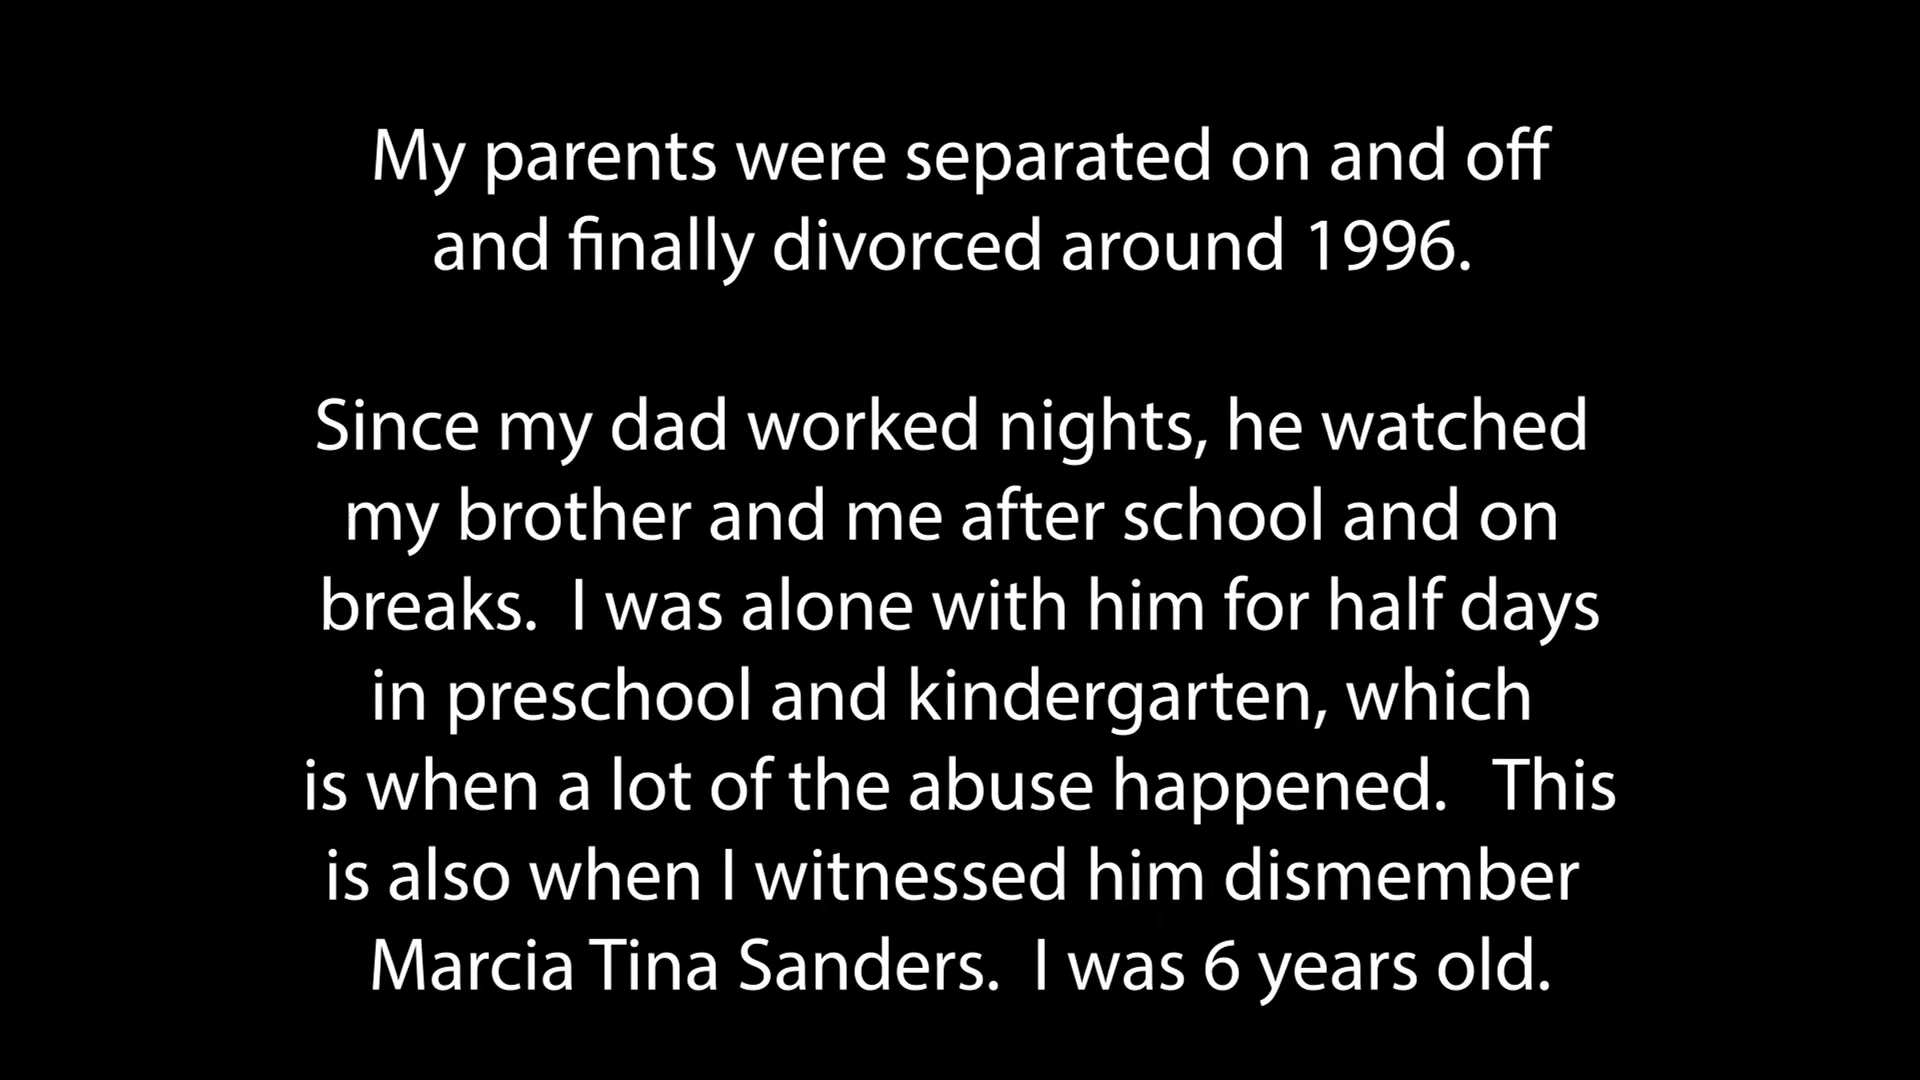 My parents were separated on and off
and finally divorced around 1996.
Since my dad worked nights, he watched
my brother and me after school and on
breaks.  I was alone with him for half days
in preschool and kindergarten, which
is when a lot of the abuse happened.   This
is also when I witnessed him dismember
Marcia Tina Sanders.  I was 6 years old.